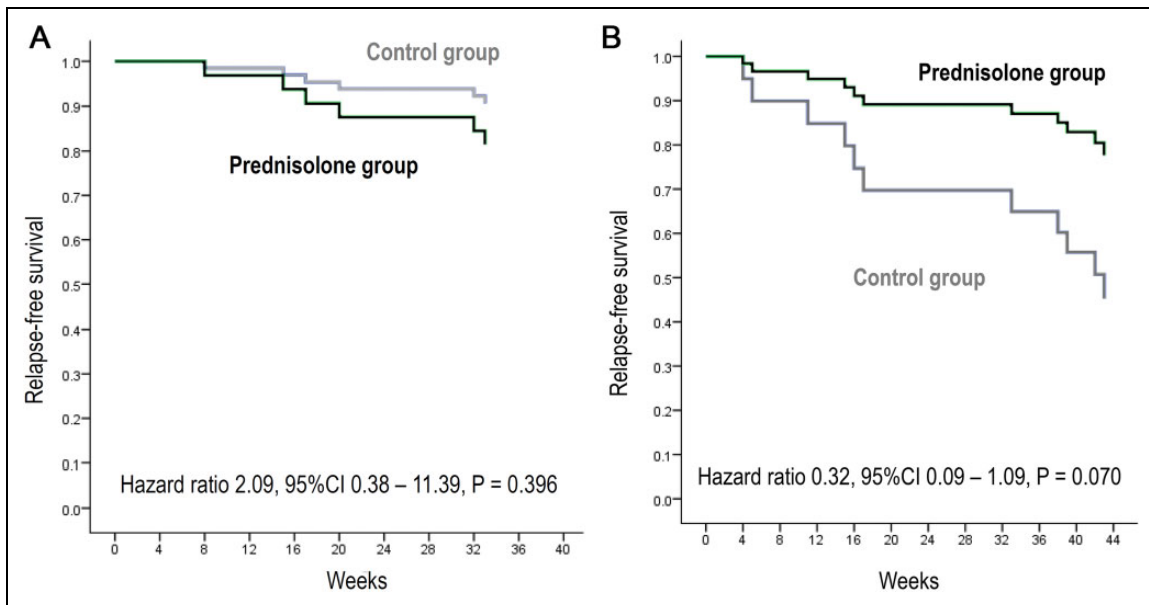 A
Control group
Prednisolone group
Relapse-free survival
1.0
0.9
0.8
0.7
0.6
0.5
0.4
0.3
0.2
0.1
0.0
Hazard ratio 2.09, 95%CI 0.38 – 11.39, P = 0.396
0 4 8 12 16 20 24 28 32 36 40
Weeks
B
Prednisolone group
Control group
Relapse-free survival
1.0
0.9
0.8
0.7
0.6
0.5
0.4
0.3
0.2
0.1
0.0
Hazard ratio 0.32, 95%CI 0.09 – 1.09, P = 0.070
0 4 8 12 16 20 24 28 32 36 40 44
Weeks